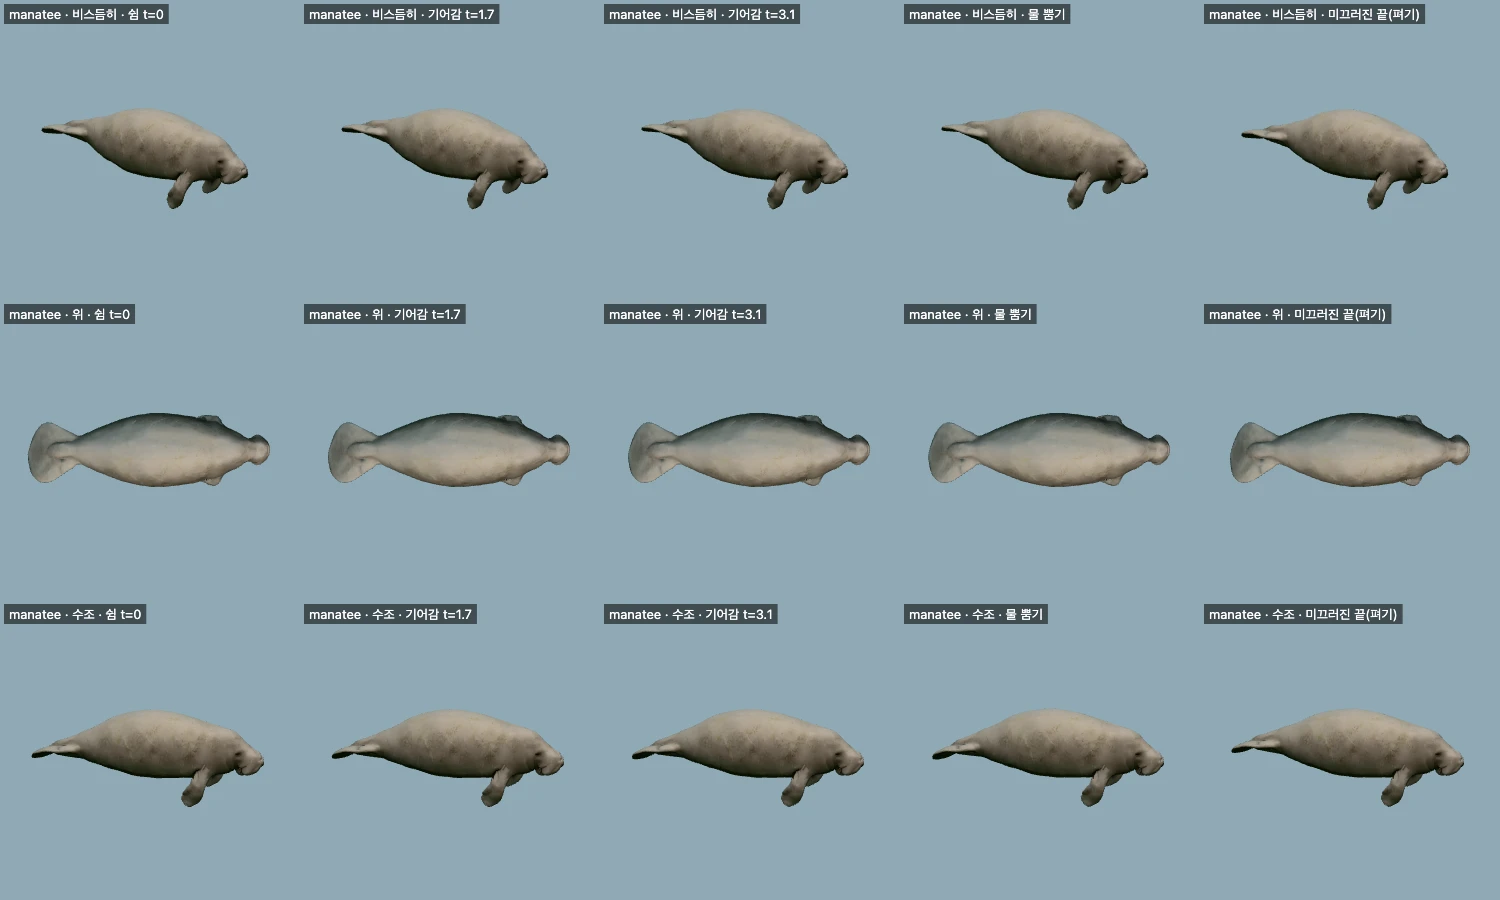 manatee · 비스듬히 · 쉼 t=0
manatee · 비스듬히 · 기어감 t=1.7
manatee · 비스듬히 · 기어감 t=3.1
manatee · 비스듬히 · 물 뿜기
manatee · 비스듬히 · 미끄러진 끝(펴기)
manatee · 위 · 쉼 t=0
manatee · 위 · 기어감 t=1.7
manatee · 위 · 기어감 t=3.1
manatee · 위 · 물 뿜기
manatee · 위 · 미끄러진 끝(펴기)
manatee · 수조 · 쉼 t=0
manatee · 수조 · 기어감 t=1.7
manatee · 수조 · 기어감 t=3.1
manatee · 수조 · 물 뿜기
manatee · 수조 · 미끄러진 끝(펴기)